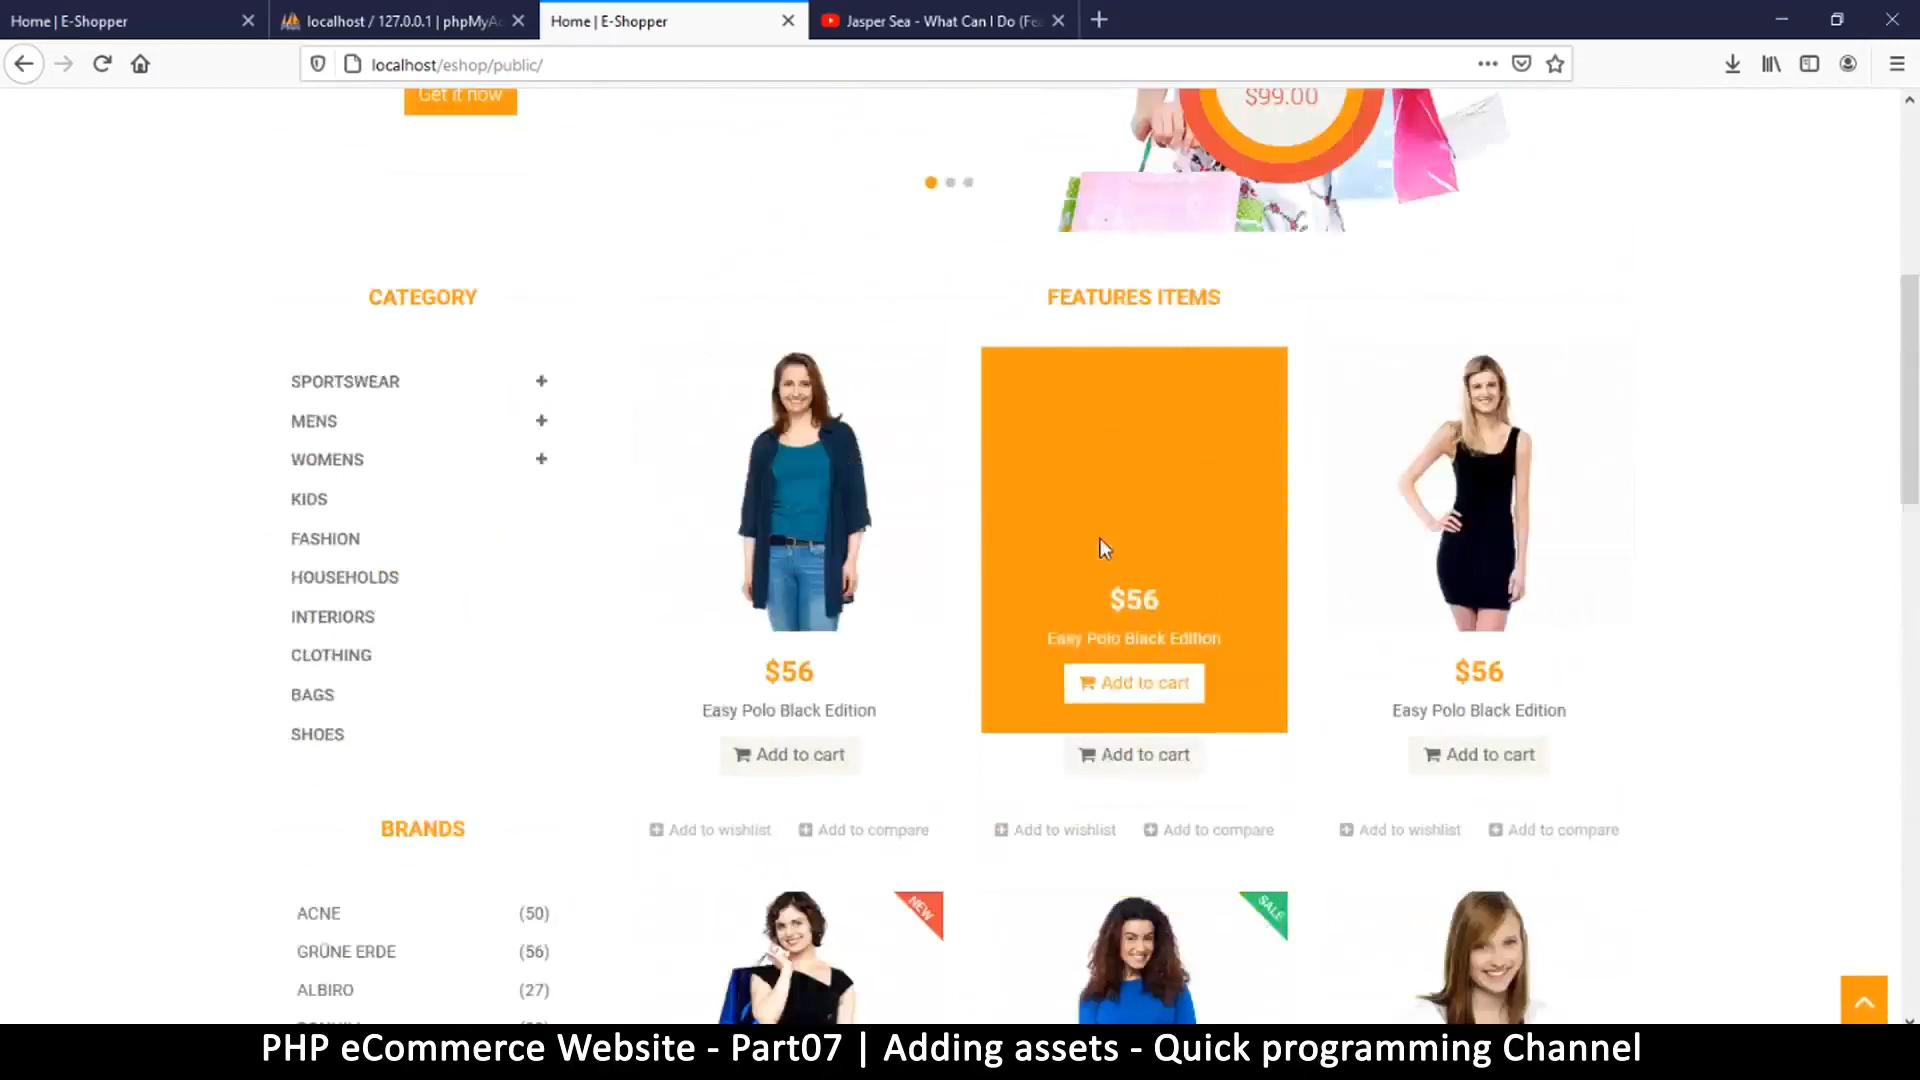 Home | E-Shopper
localhost / 127.0.0.1 | phpMyAc
Home | E-Shopper
Jasper Sea - What Can I Do (Fea
localhost/eshop/public/
Get it now
$99.00
CATEGORY
SPORTSWEAR
MENS
WOMENS
KIDS
FASHION
HOUSEHOLDS
INTERIORS
CLOTHING
BAGS
SHOES
BRANDS
ACNE (50)
GRÜNE ERDE (56)
ALBIRO (27)
FEATURES ITEMS
$56
Easy Polo Black Edition
Add to cart
Add to wishlist Add to compare
$56
Easy Polo Black Edition
Add to cart
Add to cart
Add to wishlist Add to compare
$56
Easy Polo Black Edition
Add to cart
Add to wishlist Add to compare
NEW
SALE
PHP eCommerce Website - Part07 | Adding assets - Quick programming Channel